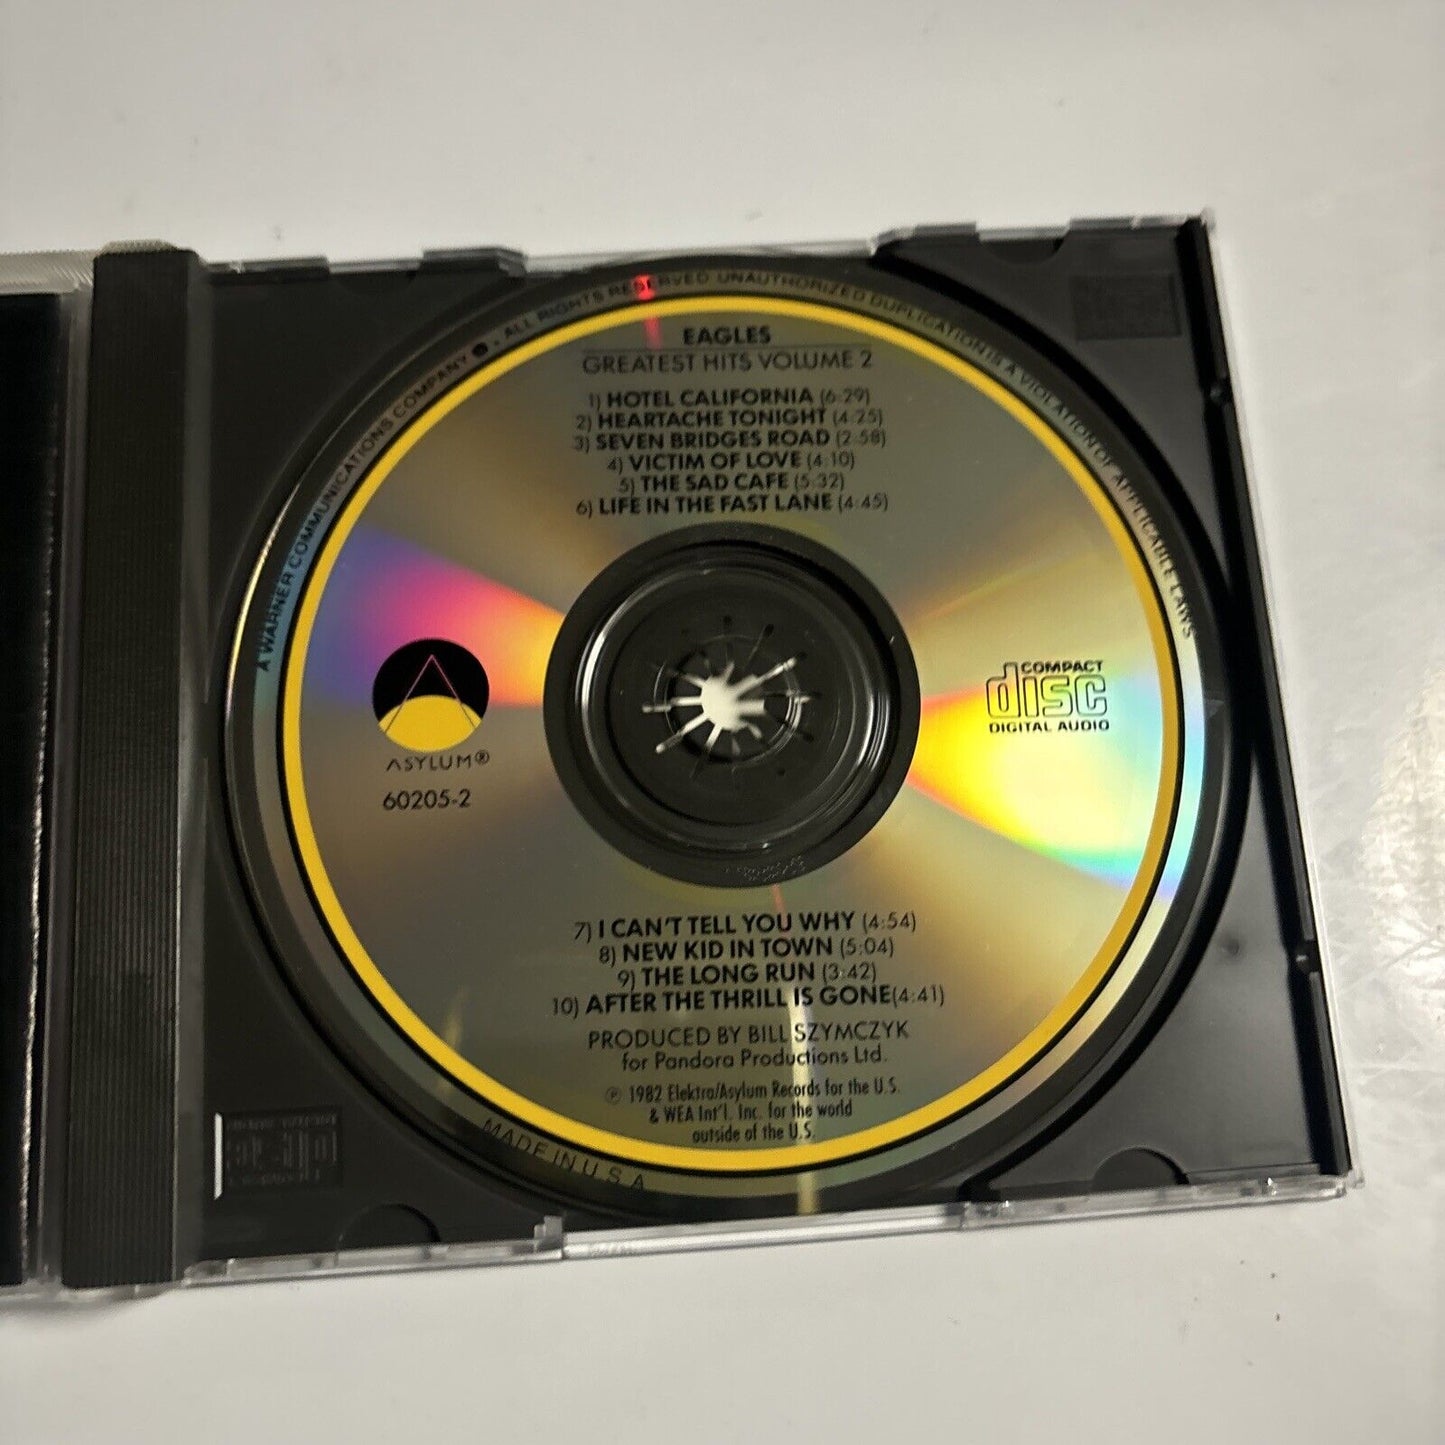 A WARNER COMMUNICATIONS COMPANY - ALL RIGHTS RESERVED UNAUTHORIZED DUPLICATION IS A VIOLATION OF APPLICABLE LAWS
EAGLES
GREATEST HITS VOLUME 2
1) HOTEL CALIFORNIA (6:29)
2) HEARTACHE TONIGHT (4:25)
3) SEVEN BRIDGES ROAD (2:58)
4) VICTIM OF LOVE (4:10)
5) THE SAD CAFE (5:32)
6) LIFE IN THE FAST LANE (4:45)
ASYLUM®
60205-2
COMPACT
disc
DIGITAL AUDIO
7) I CAN'T TELL YOU WHY (4:54)
8) NEW KID IN TOWN (5:04)
9) THE LONG RUN (3:42)
10) AFTER THE THRILL IS GONE(4:41)
PRODUCED BY BILL SZYMCZYK
for Pandora Productions Ltd.
℗ 1982 Elektra/Asylum Records for the U.S.
& WEA Int'l. Inc. for the world
outside of the U.S.
MADE IN U.S.A